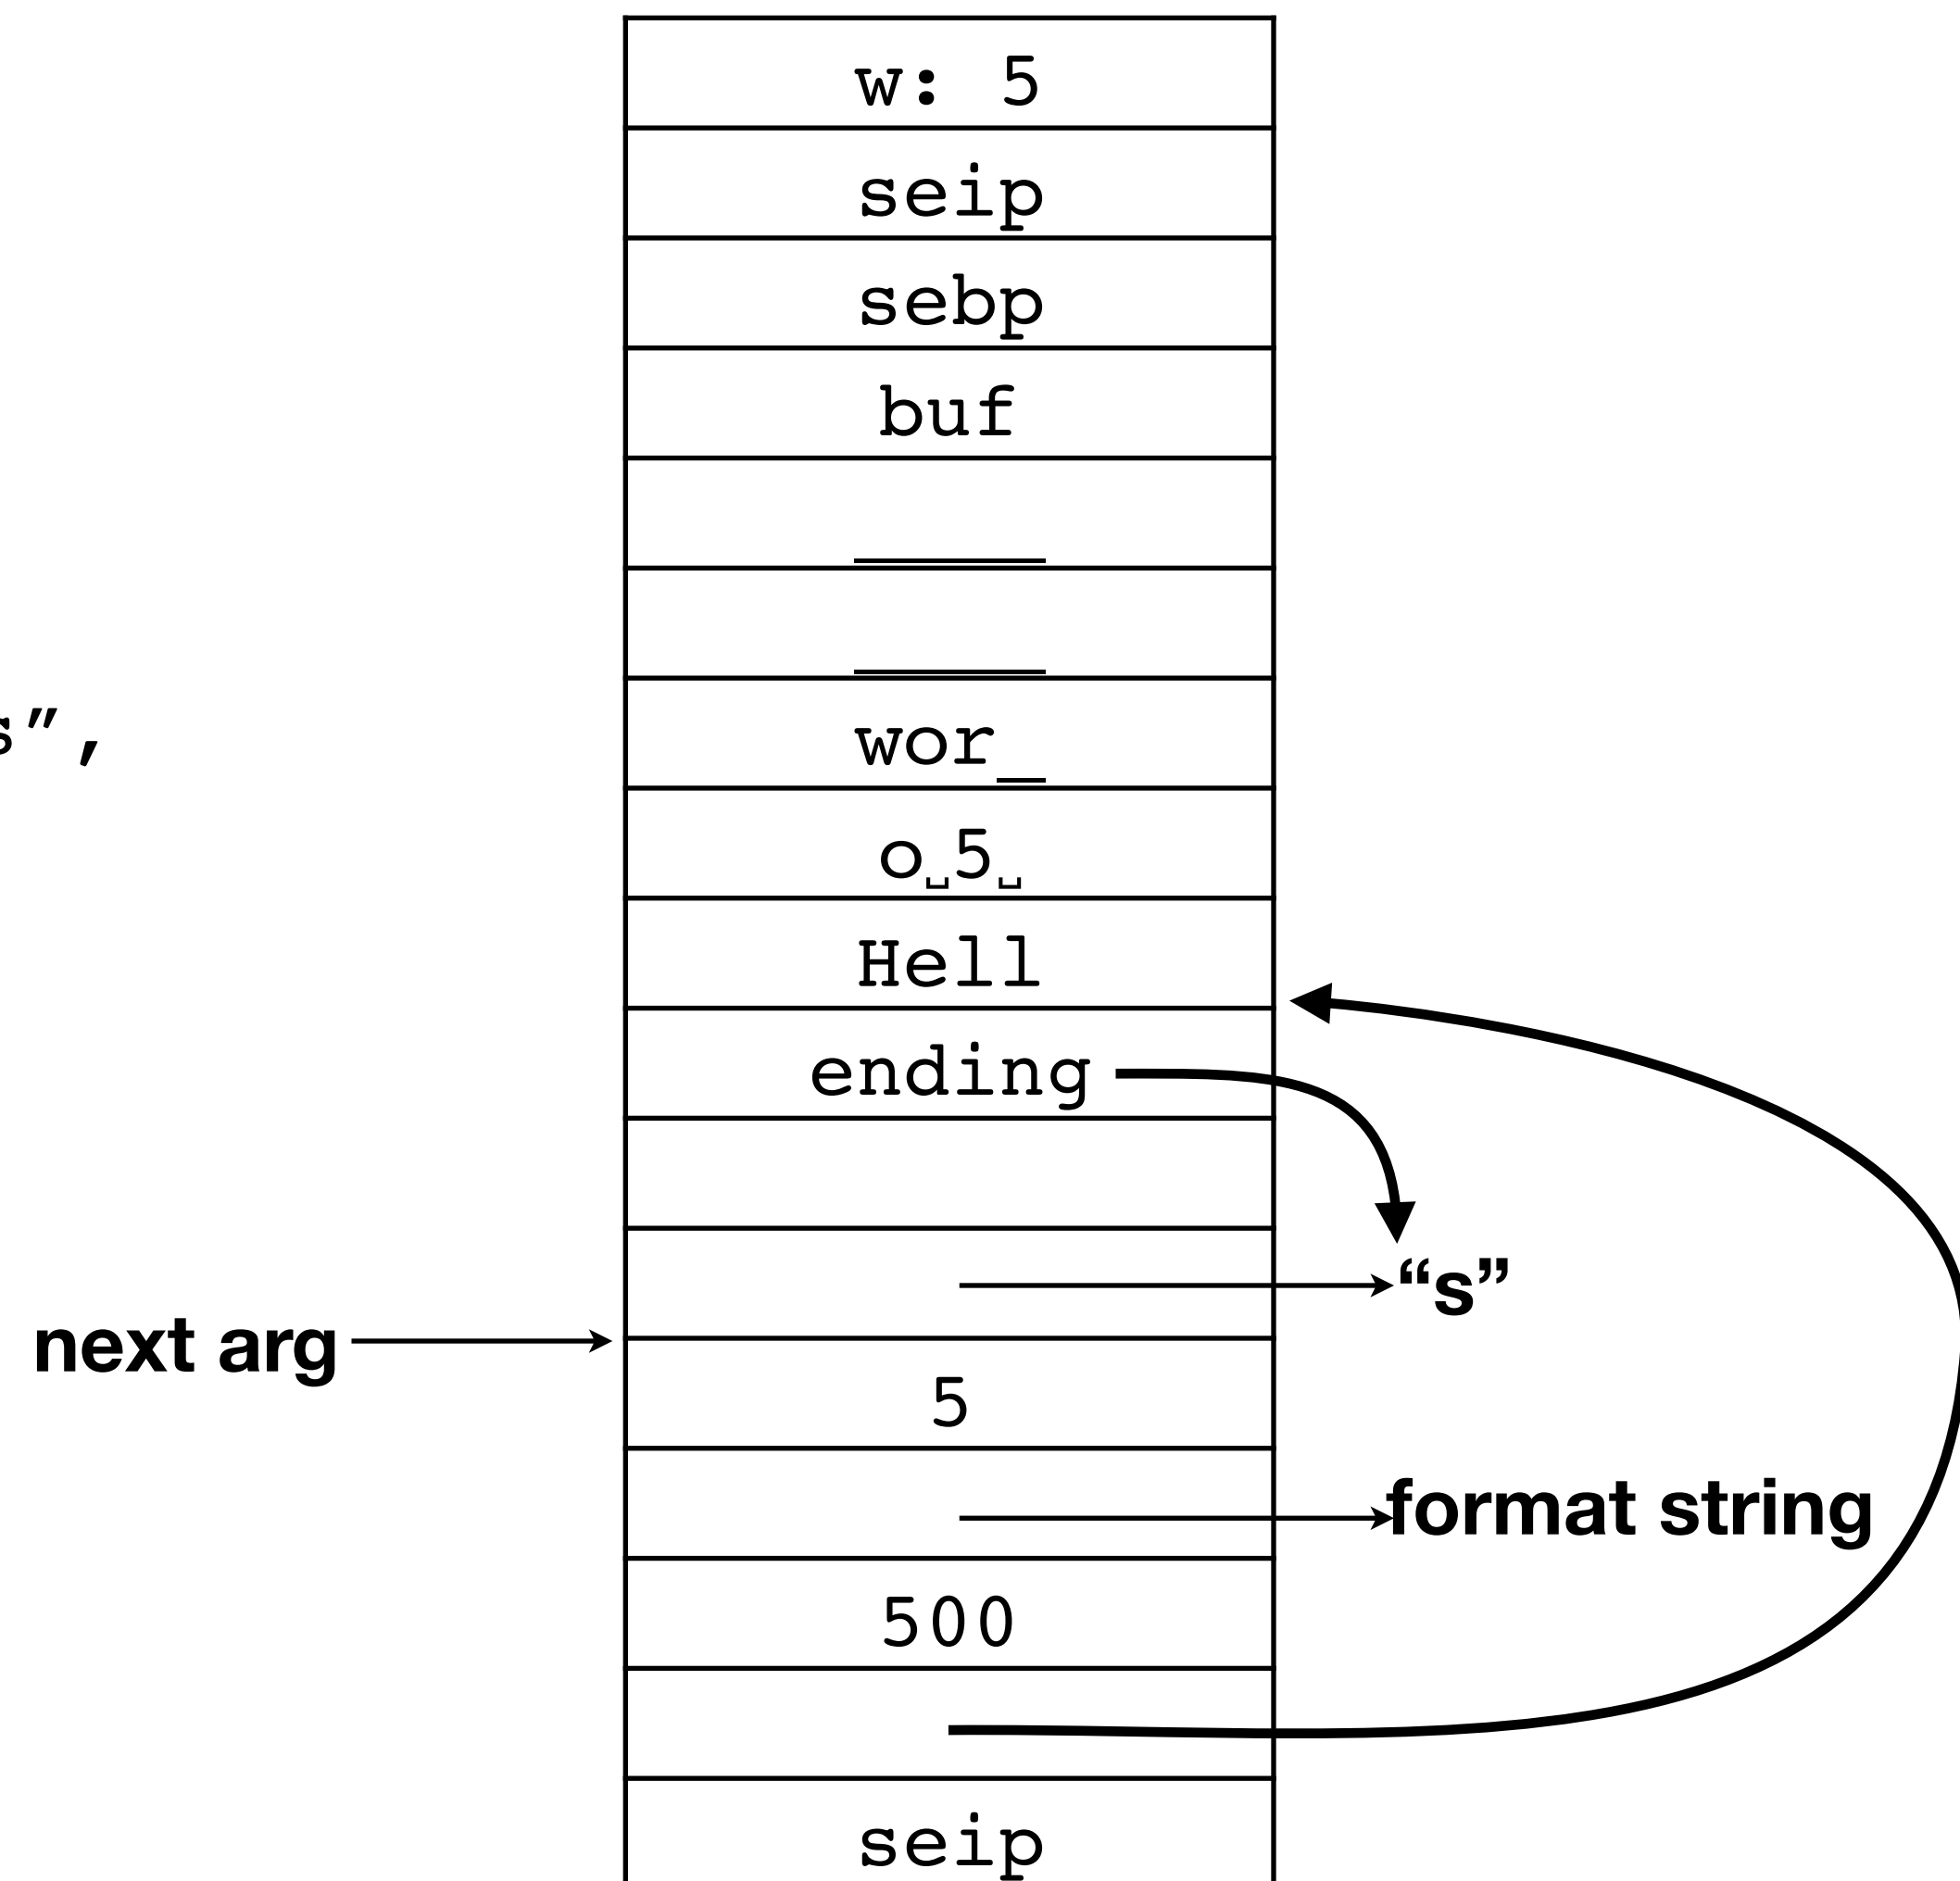 w: 5
seip
sebp
buf
____
____
s”,
wor_
o␣5␣
Hell
ending
“s”
next arg
5
format string
500
seip